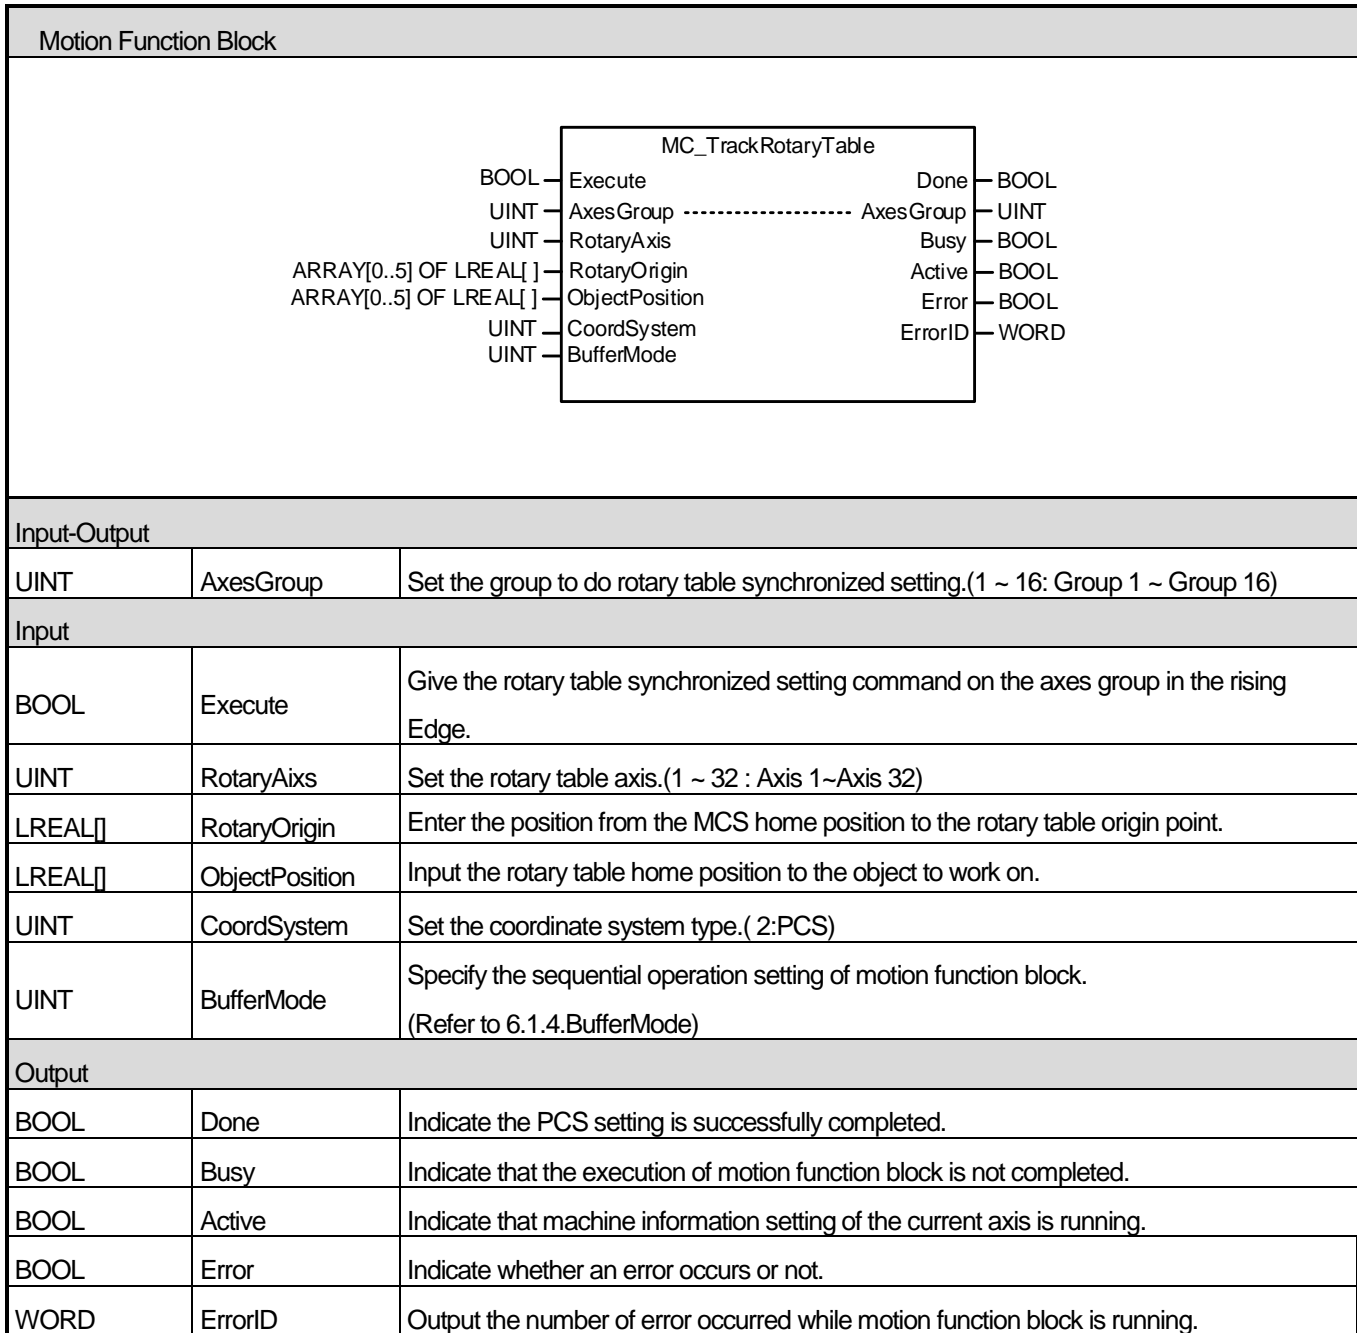 Motion Function Block
MC_TrackRotaryTable
BOOL Execute Done BOOL
UINT AxesGroup AxesGroup UINT
UINT RotaryAxis Busy BOOL
ARRAY[0..5] OF LREAL[ ] RotaryOrigin Active BOOL
ARRAY[0..5] OF LREAL[ ] ObjectPosition Error BOOL
UINT CoordSystem ErrorID WORD
UINT BufferMode
Input-Output
UINT AxesGroup Set the group to do rotary table synchronized setting.(1 ~ 16: Group 1 ~ Group 16)
Input
BOOL Execute Give the rotary table synchronized setting command on the axes group in the rising
Edge.
UINT RotaryAixs Set the rotary table axis.(1 ~ 32 : Axis 1~Axis 32)
LREAL[] RotaryOrigin Enter the position from the MCS home position to the rotary table origin point.
LREAL[] ObjectPosition Input the rotary table home position to the object to work on.
UINT CoordSystem Set the coordinate system type.( 2:PCS)
UINT BufferMode Specify the sequential operation setting of motion function block.
(Refer to 6.1.4.BufferMode)
Output
BOOL Done Indicate the PCS setting is successfully completed.
BOOL Busy Indicate that the execution of motion function block is not completed.
BOOL Active Indicate that machine information setting of the current axis is running.
BOOL Error Indicate whether an error occurs or not.
WORD ErrorID Output the number of error occurred while motion function block is running.